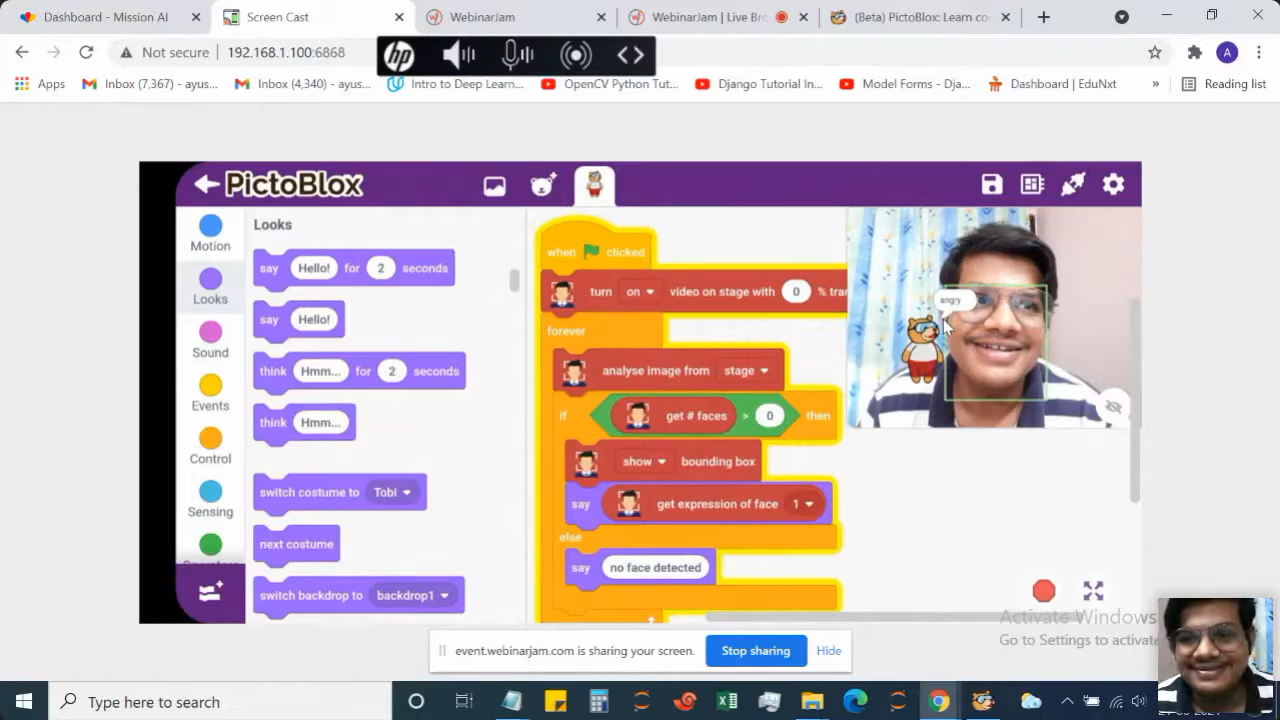 Dashboard - Mission AI
Screen Cast
WebinarJam
WebinarJam | Live Bro
(Beta) PictoBlox: Learn co
Not secure
192.168.1.100:6868
hp
A
Apps
Inbox (7,367) - ayus...
Inbox (4,340) - ayus...
Intro to Deep Learn...
OpenCV Python Tut...
Django Tutorial In...
Model Forms - Dja...
Dashboard | EduNxt
»
Reading list
PictoBlox
Motion
Looks
Sound
Events
Control
Sensing
Looks
say Hello! for 2 seconds
say Hello!
think Hmm... for 2 seconds
think Hmm...
switch costume to Tobi
next costume
switch backdrop to backdrop1
when clicked
turn on video on stage with 0 % tran
forever
analyse image from stage
if get # faces > 0 then
show bounding box
say get expression of face 1
else
say no face detected
angry
Activate Windows
Go to Settings to activate
event.webinarjam.com is sharing your screen.
Stop sharing
Hide
Type here to search